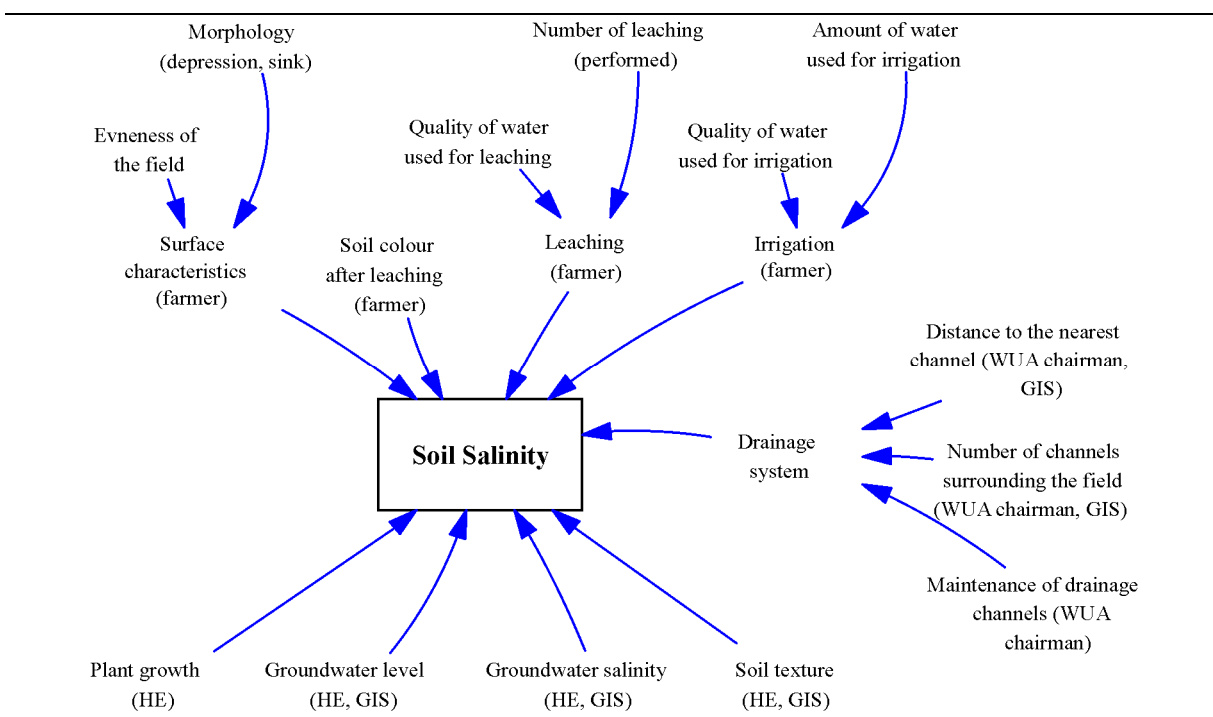 Morphology
(depression, sink)
Number of leaching
(performed)
Amount of water
used for irrigation
Evneness of
the field
Quality of water
used for leaching
Quality of water
used for irrigation
Surface
characteristics
(farmer)
Soil colour
after leaching
(farmer)
Leaching
(farmer)
Irrigation
(farmer)
Distance to the nearest
channel (WUA chairman,
GIS)
Soil Salinity
Drainage
system
Number of channels
surrounding the field
(WUA chairman, GIS)
Maintenance of drainage
channels (WUA
chairman)
Plant growth
(HE)
Groundwater level
(HE, GIS)
Groundwater salinity
(HE, GIS)
Soil texture
(HE, GIS)